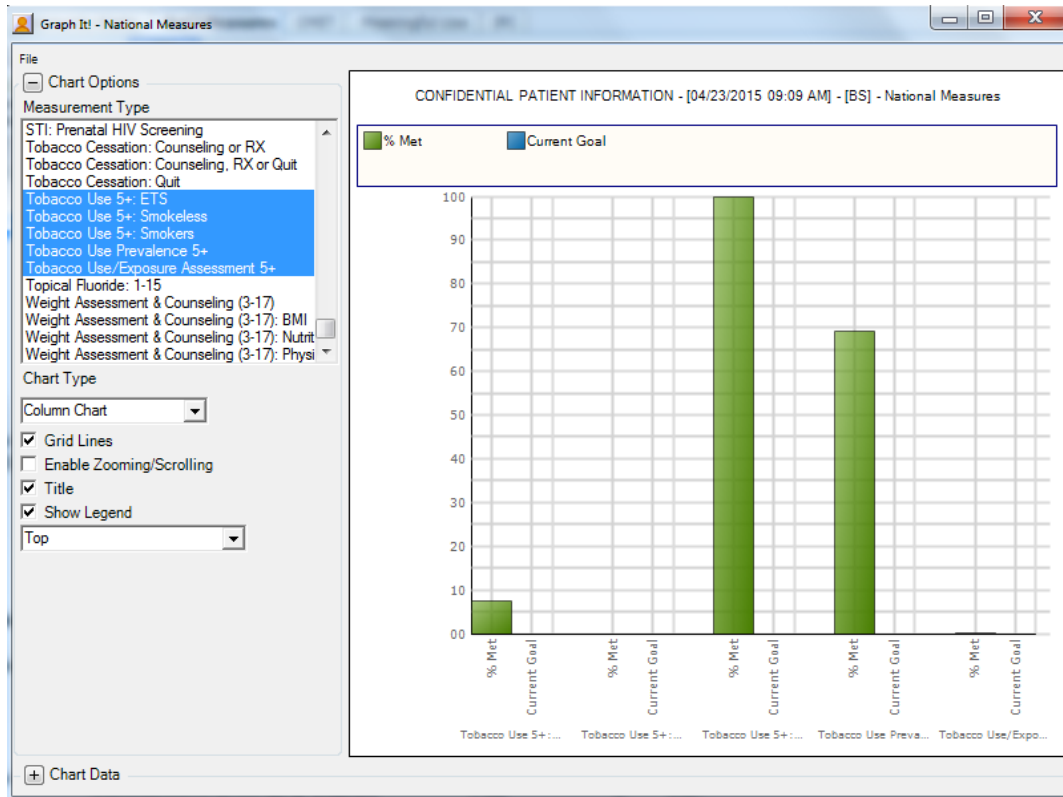 Graph It! - National Measures
File
Chart Options
Measurement Type
STI: Prenatal HIV Screening
Tobacco Cessation: Counseling or RX
Tobacco Cessation: Counseling, RX or Quit
Tobacco Cessation: Quit
Tobacco Use 5+: ETS
Tobacco Use 5+: Smokeless
Tobacco Use 5+: Smokers
Tobacco Use Prevalence 5+
Tobacco Use/Exposure Assessment 5+
Topical Fluoride: 1-15
Weight Assessment & Counseling (3-17)
Weight Assessment & Counseling (3-17): BMI
Weight Assessment & Counseling (3-17): Nutrit
Weight Assessment & Counseling (3-17): Physi
Chart Type
Column Chart
Grid Lines
Enable Zooming/Scrolling
Title
Show Legend
Top
CONFIDENTIAL PATIENT INFORMATION - [04/23/2015 09:09 AM] - [BS] - National Measures
% Met Current Goal
100
90
80
70
60
50
40
30
20
10
00
% Met Current Goal % Met Current Goal % Met Current Goal % Met Current Goal % Met Current Goal
Tobacco Use 5+:... Tobacco Use 5+:... Tobacco Use 5+:... Tobacco Use Preva... Tobacco Use/Expo...
Chart Data